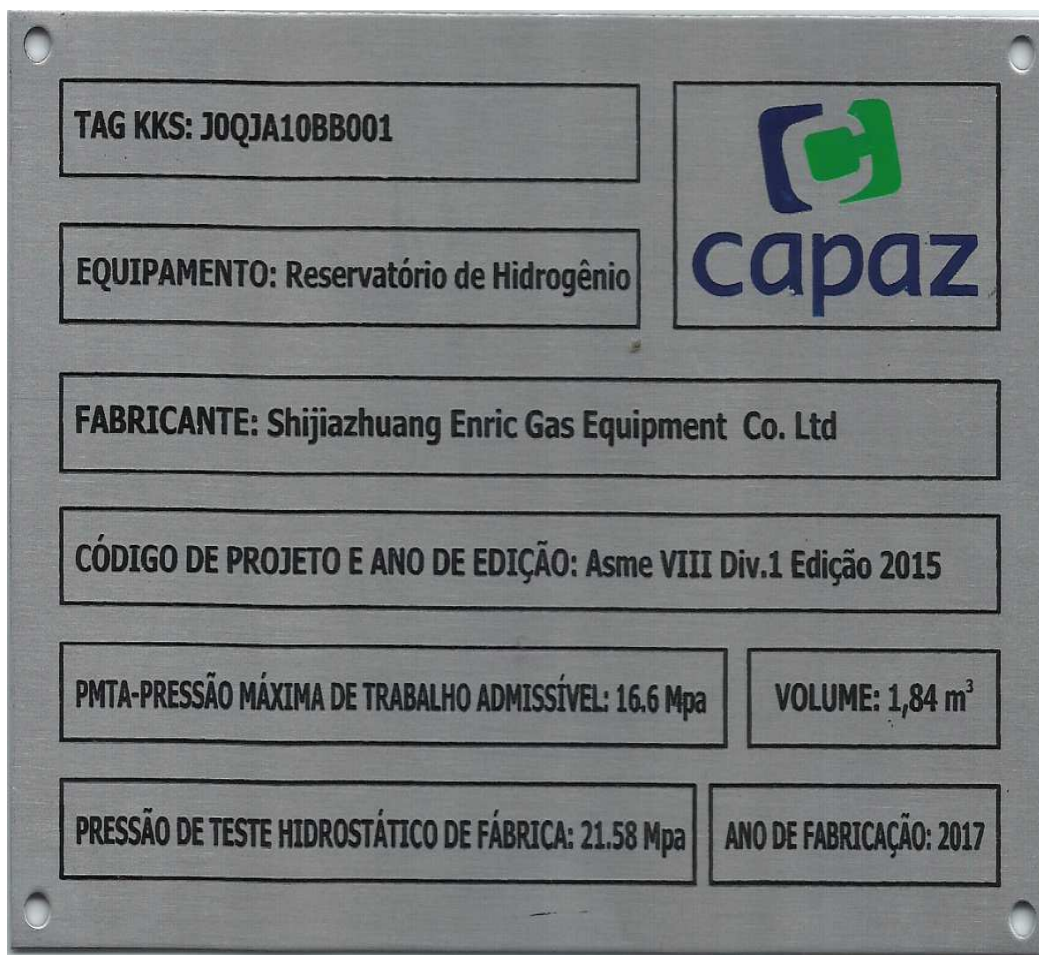 TAG KKS: J0QJA10BB001
capaz
EQUIPAMENTO: Reservatório de Hidrogênio
FABRICANTE: Shijiazhuang Enric Gas Equipment Co. Ltd
CÓDIGO DE PROJETO E ANO DE EDIÇÃO: Asme VIII Div.1 Edição 2015
PMTA-PRESSÃO MÁXIMA DE TRABALHO ADMISSÍVEL: 16.6 Mpa
VOLUME: 1,84 m³
PRESSÃO DE TESTE HIDROSTÁTICO DE FÁBRICA: 21.58 Mpa
ANO DE FABRICAÇÃO: 2017